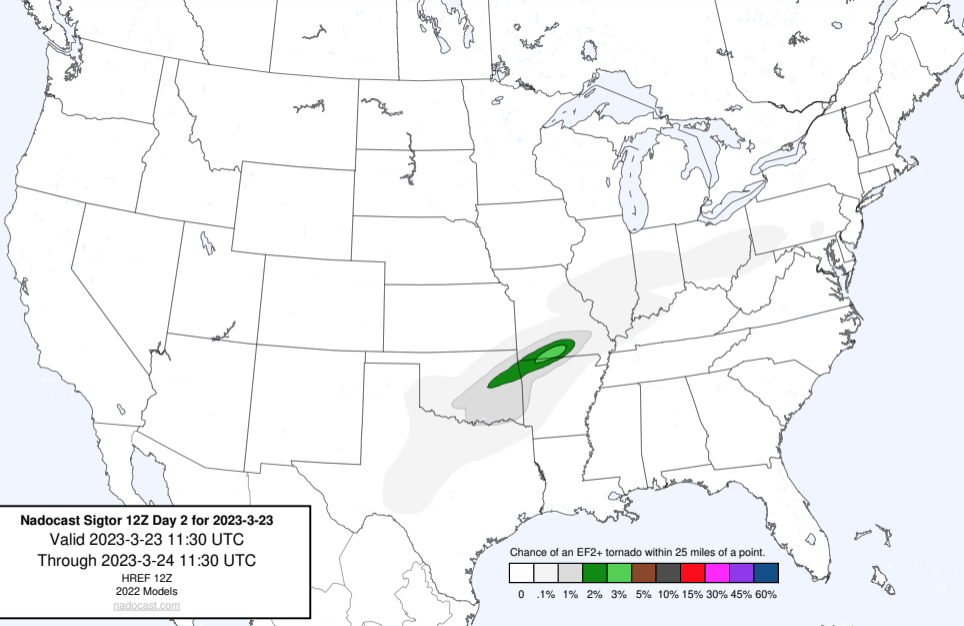 Nadocast Sigtor 12Z Day 2 for 2023-3-23
Valid 2023-3-23 11:30 UTC
Through 2023-3-24 11:30 UTC
HREF 12Z
2022 Models
nadocast.com
Chance of an EF2+ tornado within 25 miles of a point.
0 .1% 1% 2% 3% 5% 10% 15% 30% 45% 60%